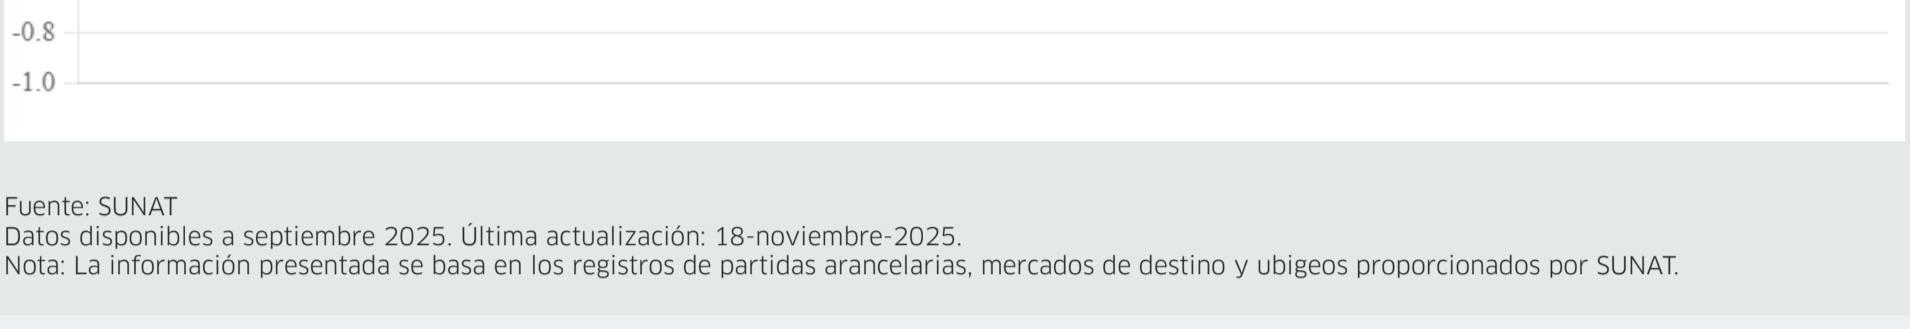 -0.8
-1.0
Fuente: SUNAT
Datos disponibles a septiembre 2025. Última actualización: 18-noviembre-2025.
Nota: La información presentada se basa en los registros de partidas arancelarias, mercados de destino y ubigeos proporcionados por SUNAT.